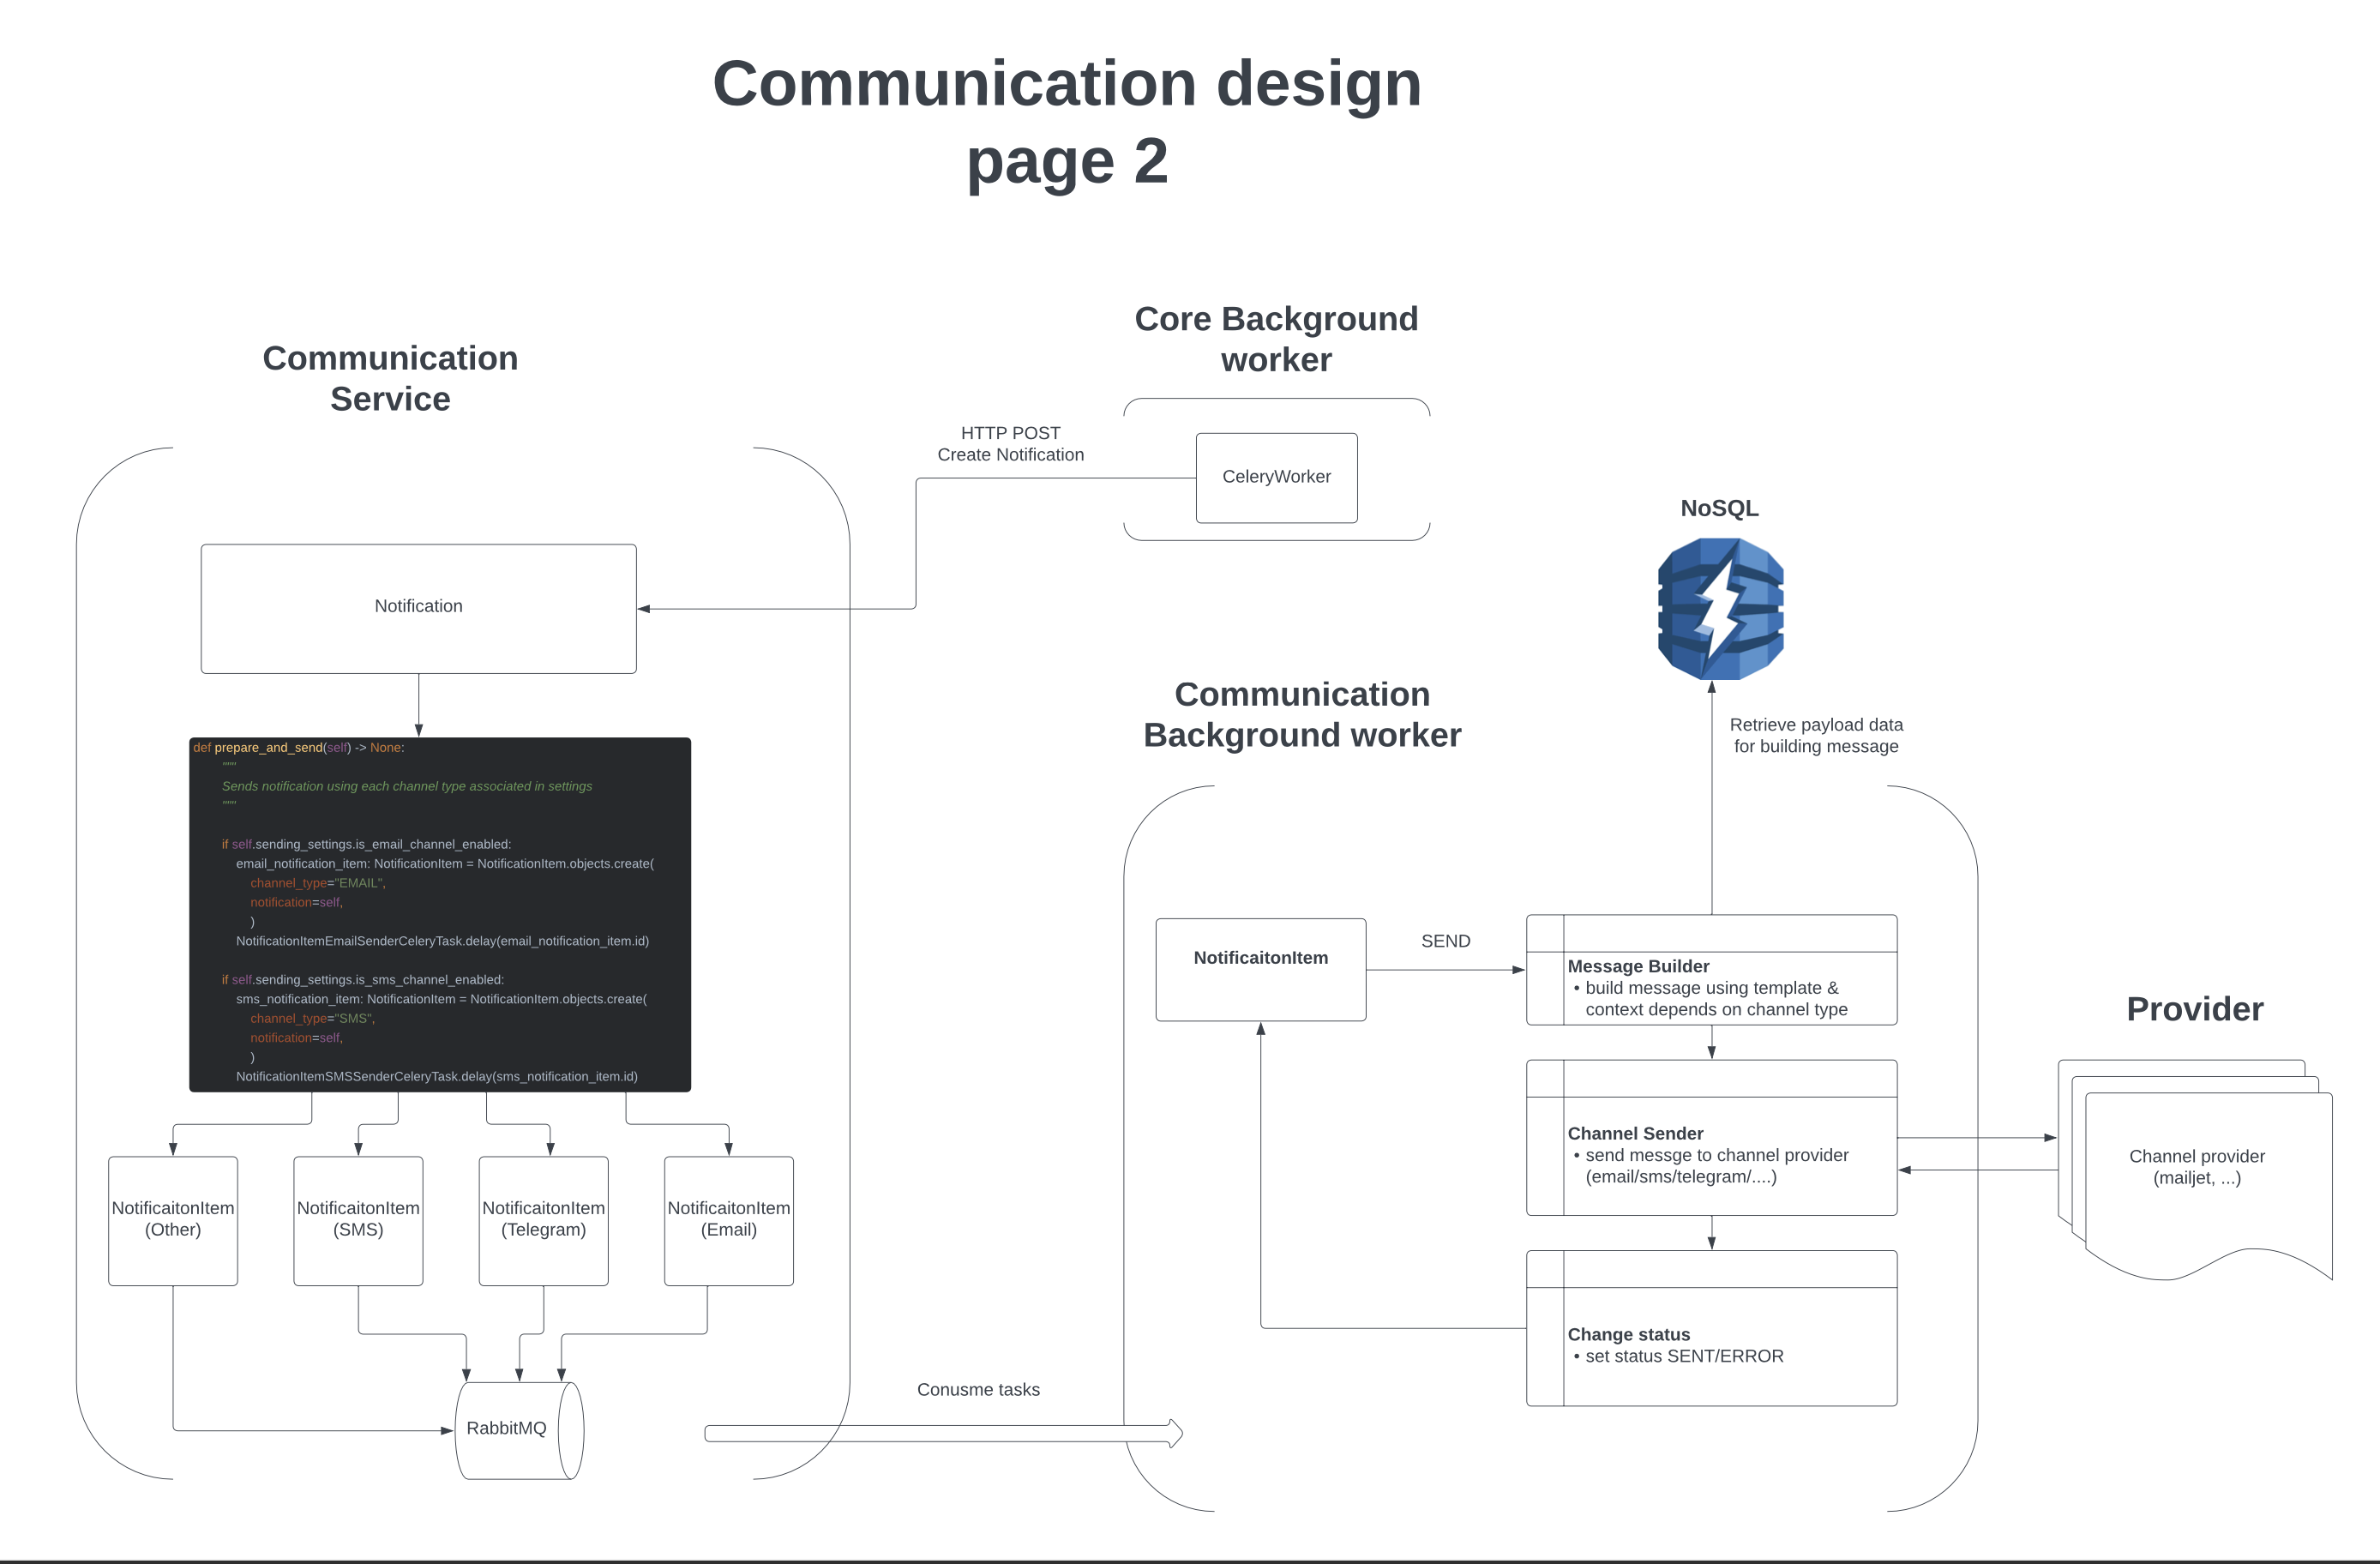 Communication design
page 2
Core Background
worker
Communication
Service
HTTP POST
Create Notification
CeleryWorker
NoSQL
Notification
Communication
Background worker
Retrieve payload data
for building message
def prepare_and_send(self) -> None:
"""
Sends notification using each channel type associated in settings
"""
if self.sending_settings.is_email_channel_enabled:
email_notification_item: NotificationItem = NotificationItem.objects.create(
channel_type="EMAIL",
notification=self,
)
NotificationItemEmailSenderCeleryTask.delay(email_notification_item.id)
if self.sending_settings.is_sms_channel_enabled:
sms_notification_item: NotificationItem = NotificationItem.objects.create(
channel_type="SMS",
notification=self,
)
NotificationItemSMSSenderCeleryTask.delay(sms_notification_item.id)
NotificaitonItem
SEND
Message Builder
• build message using template &
context depends on channel type
Provider
Channel Sender
• send messge to channel provider
(email/sms/telegram/....)
Channel provider
(mailjet, ...)
NotificaitonItem
(Other)
NotificaitonItem
(SMS)
NotificaitonItem
(Telegram)
NotificaitonItem
(Email)
Change status
• set status SENT/ERROR
Conusme tasks
RabbitMQ